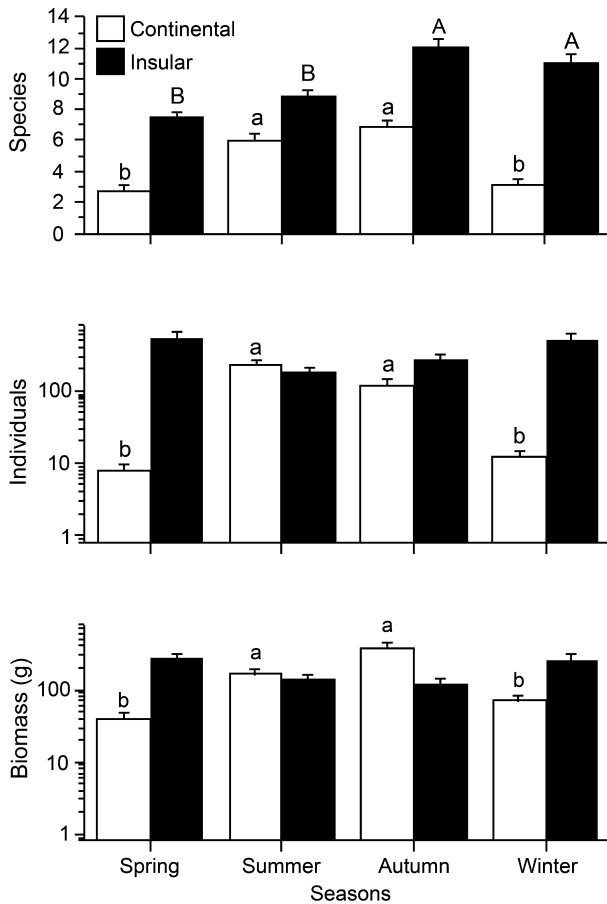 14
12
10
8
6
4
2
0
Species
Continental
Insular
b
B
a
B
a
A
b
A
100
10
1
Individuals
b
a
a
b
100
10
1
Biomass (g)
b
a
a
b
Spring Summer Autumn Winter
Seasons